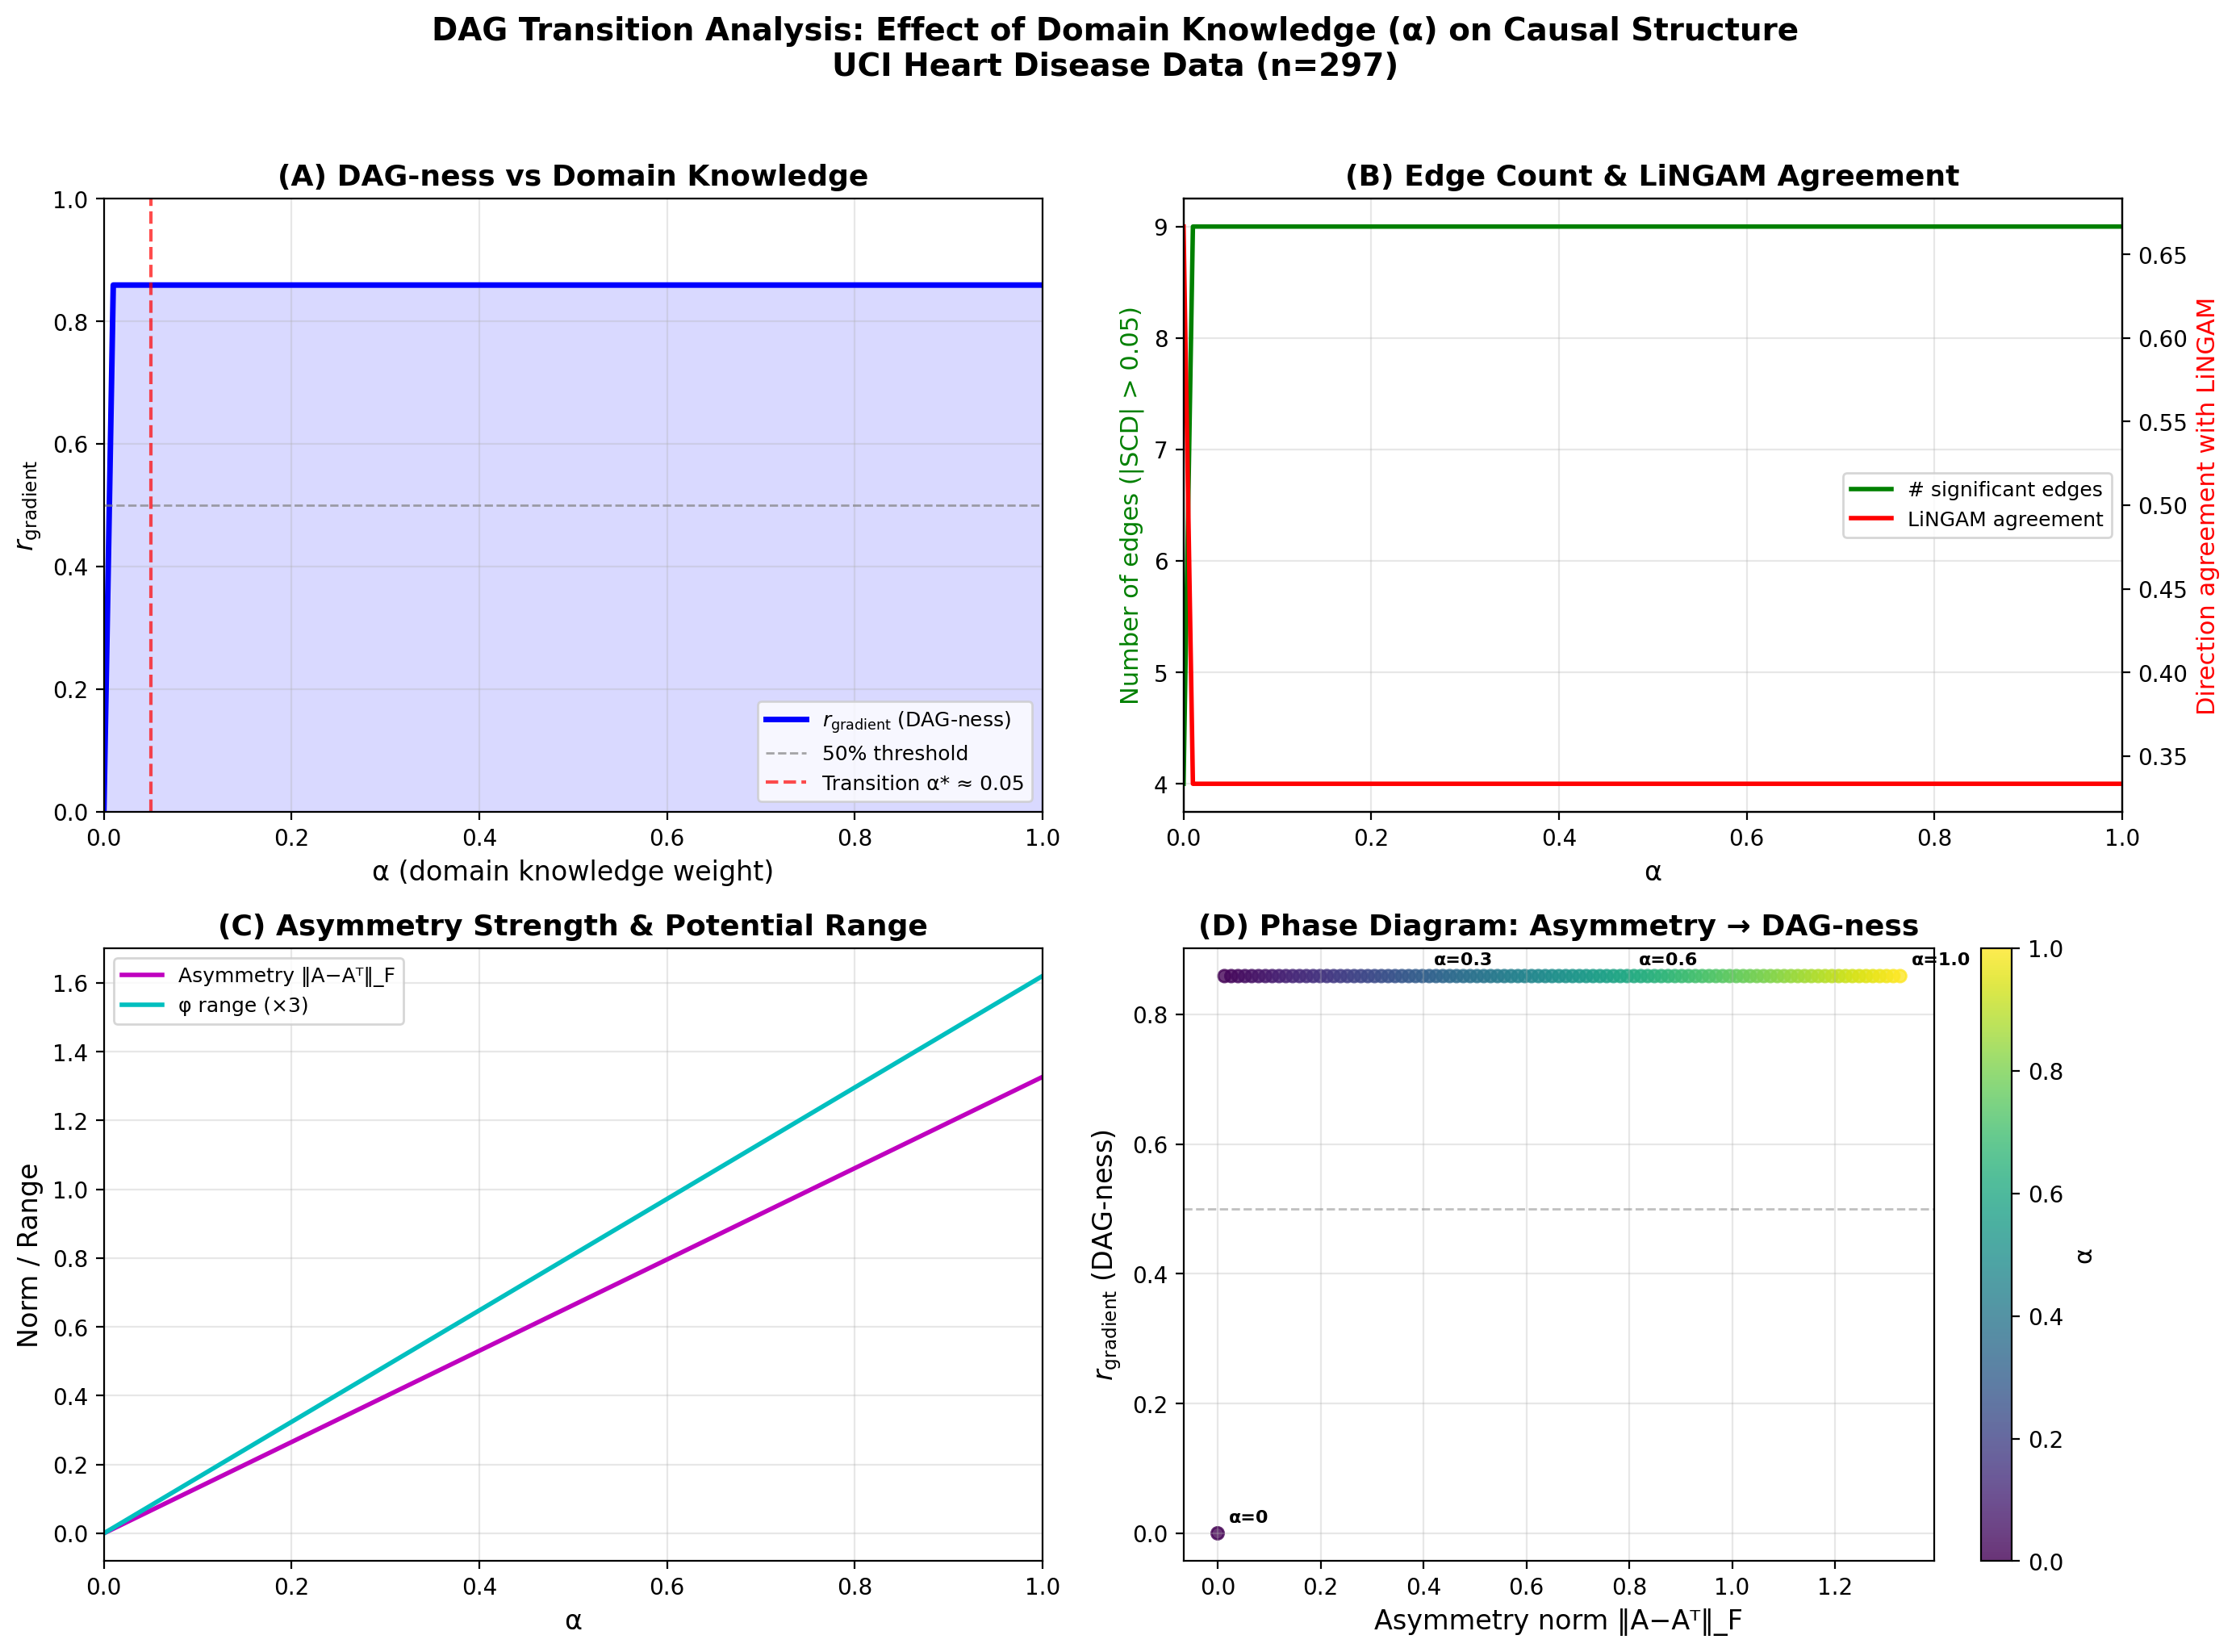 DAG Transition Analysis: Effect of Domain Knowledge (α) on Causal Structure
UCI Heart Disease Data (n=297)
(A) DAG-ness vs Domain Knowledge
1.0
0.8
0.6
0.4
0.2
0.0
r_gradient
r_gradient (DAG-ness)
50% threshold
Transition α* ≈ 0.05
0.0 0.2 0.4 0.6 0.8 1.0
α (domain knowledge weight)
(B) Edge Count & LiNGAM Agreement
9
8
7
6
5
4
Number of edges (|SCD| > 0.05)
# significant edges
LiNGAM agreement
0.65
0.60
0.55
0.50
0.45
0.40
0.35
Direction agreement with LiNGAM
0.0 0.2 0.4 0.6 0.8 1.0
α
(C) Asymmetry Strength & Potential Range
Asymmetry ‖A−Aᵀ‖_F
φ range (×3)
1.6
1.4
1.2
1.0
0.8
0.6
0.4
0.2
0.0
Norm / Range
0.0 0.2 0.4 0.6 0.8 1.0
α
(D) Phase Diagram: Asymmetry → DAG-ness
α=0.3 α=0.6 α=1.0
α=0
0.8
0.6
0.4
0.2
0.0
r_gradient (DAG-ness)
0.0 0.2 0.4 0.6 0.8 1.0 1.2
Asymmetry norm ‖A−Aᵀ‖_F
1.0
0.8
0.6
0.4
0.2
0.0
α